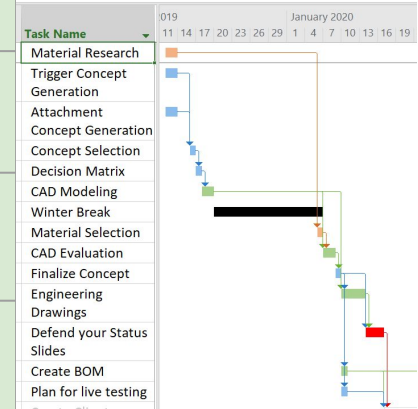 :019
January 2020
Task Name
11 14 17 20 23 26 29 1 4 7 10 13 16 19
Material Research
Trigger Concept
Generation
Attachment
Concept Generation
Concept Selection
Decision Matrix
CAD Modeling
Winter Break
Material Selection
CAD Evaluation
Finalize Concept
Engineering
Drawings
Defend your Status
Slides
Create BOM
Plan for live testing